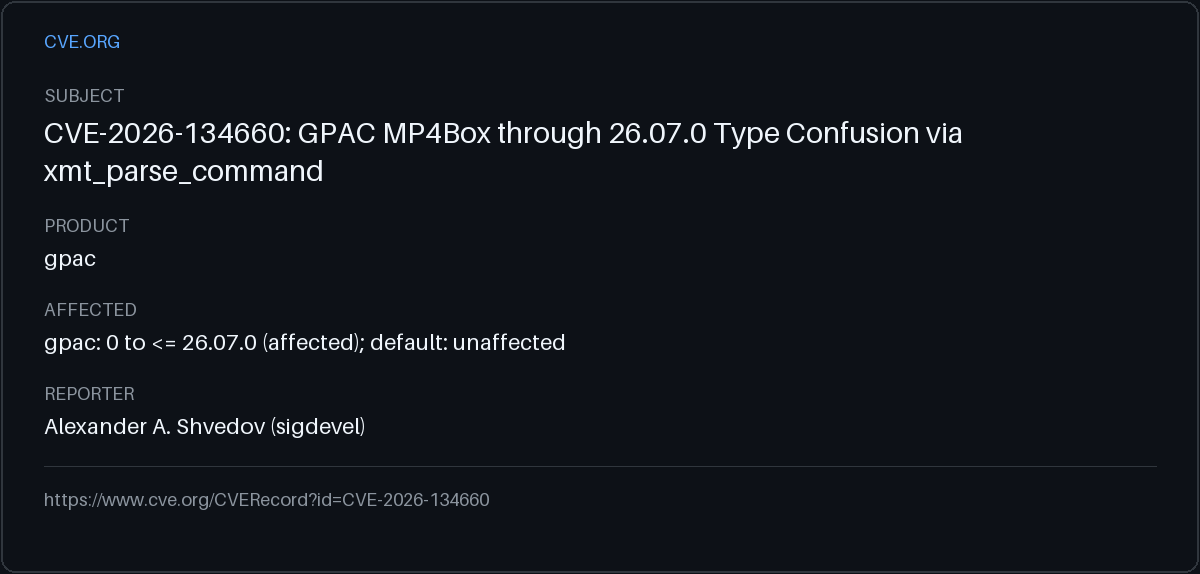 CVE.ORG
SUBJECT
CVE-2026-134660: GPAC MP4Box through 26.07.0 Type Confusion via
xmt_parse_command
PRODUCT
gpac
AFFECTED
gpac: 0 to <= 26.07.0 (affected); default: unaffected
REPORTER
Alexander A. Shvedov (sigdevel)
https://www.cve.org/CVERecord?id=CVE-2026-134660